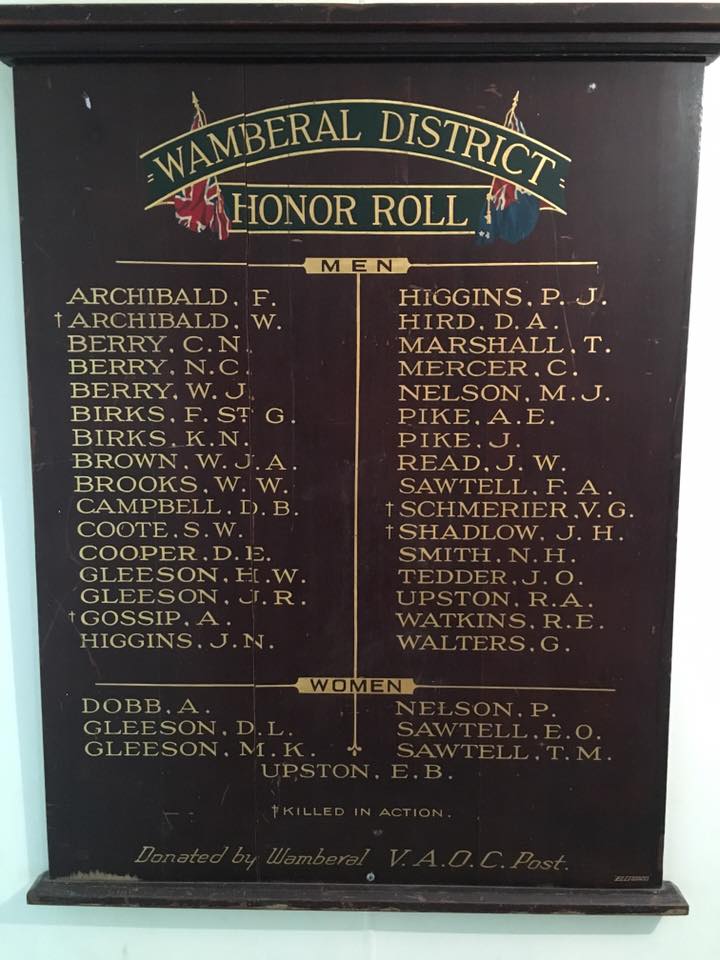 WAMBERAL DISTRICT
HONOR ROLL
MEN
ARCHIBALD. F.
†ARCHIBALD. W.
BERRY. C. N.
BERRY. N. C.
BERRY. W. J.
BIRKS. F. ST G.
BIRKS. K. N.
BROWN. W. J. A.
BROOKS. W. W.
CAMPBELL. D. B.
COOTE. S. W.
COOPER. D. E.
GLEESON. H. W.
GLEESON. J. R.
†GOSSIP. A.
HIGGINS. J. N.
HIGGINS. P. J.
HIRD. D. A.
MARSHALL. T.
MERCER. C.
NELSON. M. J.
PIKE. A. E.
PIKE. J.
READ. J. W.
SAWTELL. F. A.
†SCHMERIER. V. G.
†SHADLOW. J. H.
SMITH. N. H.
TEDDER. J. O.
UPSTON. R. A.
WATKINS. R. E.
WALTERS. G.
WOMEN
DOBB. A.
GLEESON. D. L.
GLEESON. M. K.
NELSON. P.
SAWTELL. E. O.
SAWTELL. T. M.
UPSTON. E. B.
†KILLED IN ACTION.
Donated by Wamberal V. A. O. C. Post.